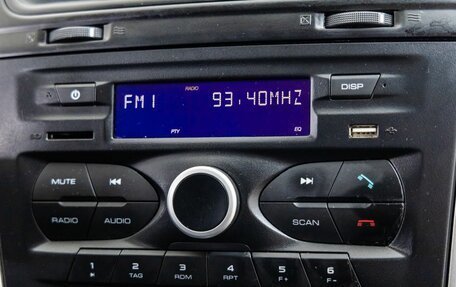 RADIO
DISP
FM1 93.40MHZ
PTY EQ
MUTE
RADIO AUDIO SCAN
1 2 3 4 5 6
TAG RDM RPT F+ F-